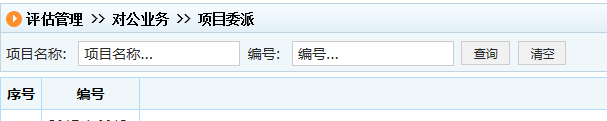 评估管理 >> 对公业务 >> 项目委派
项目名称: 项目名称... 编号: 编号... 查询 清空
序号 编号